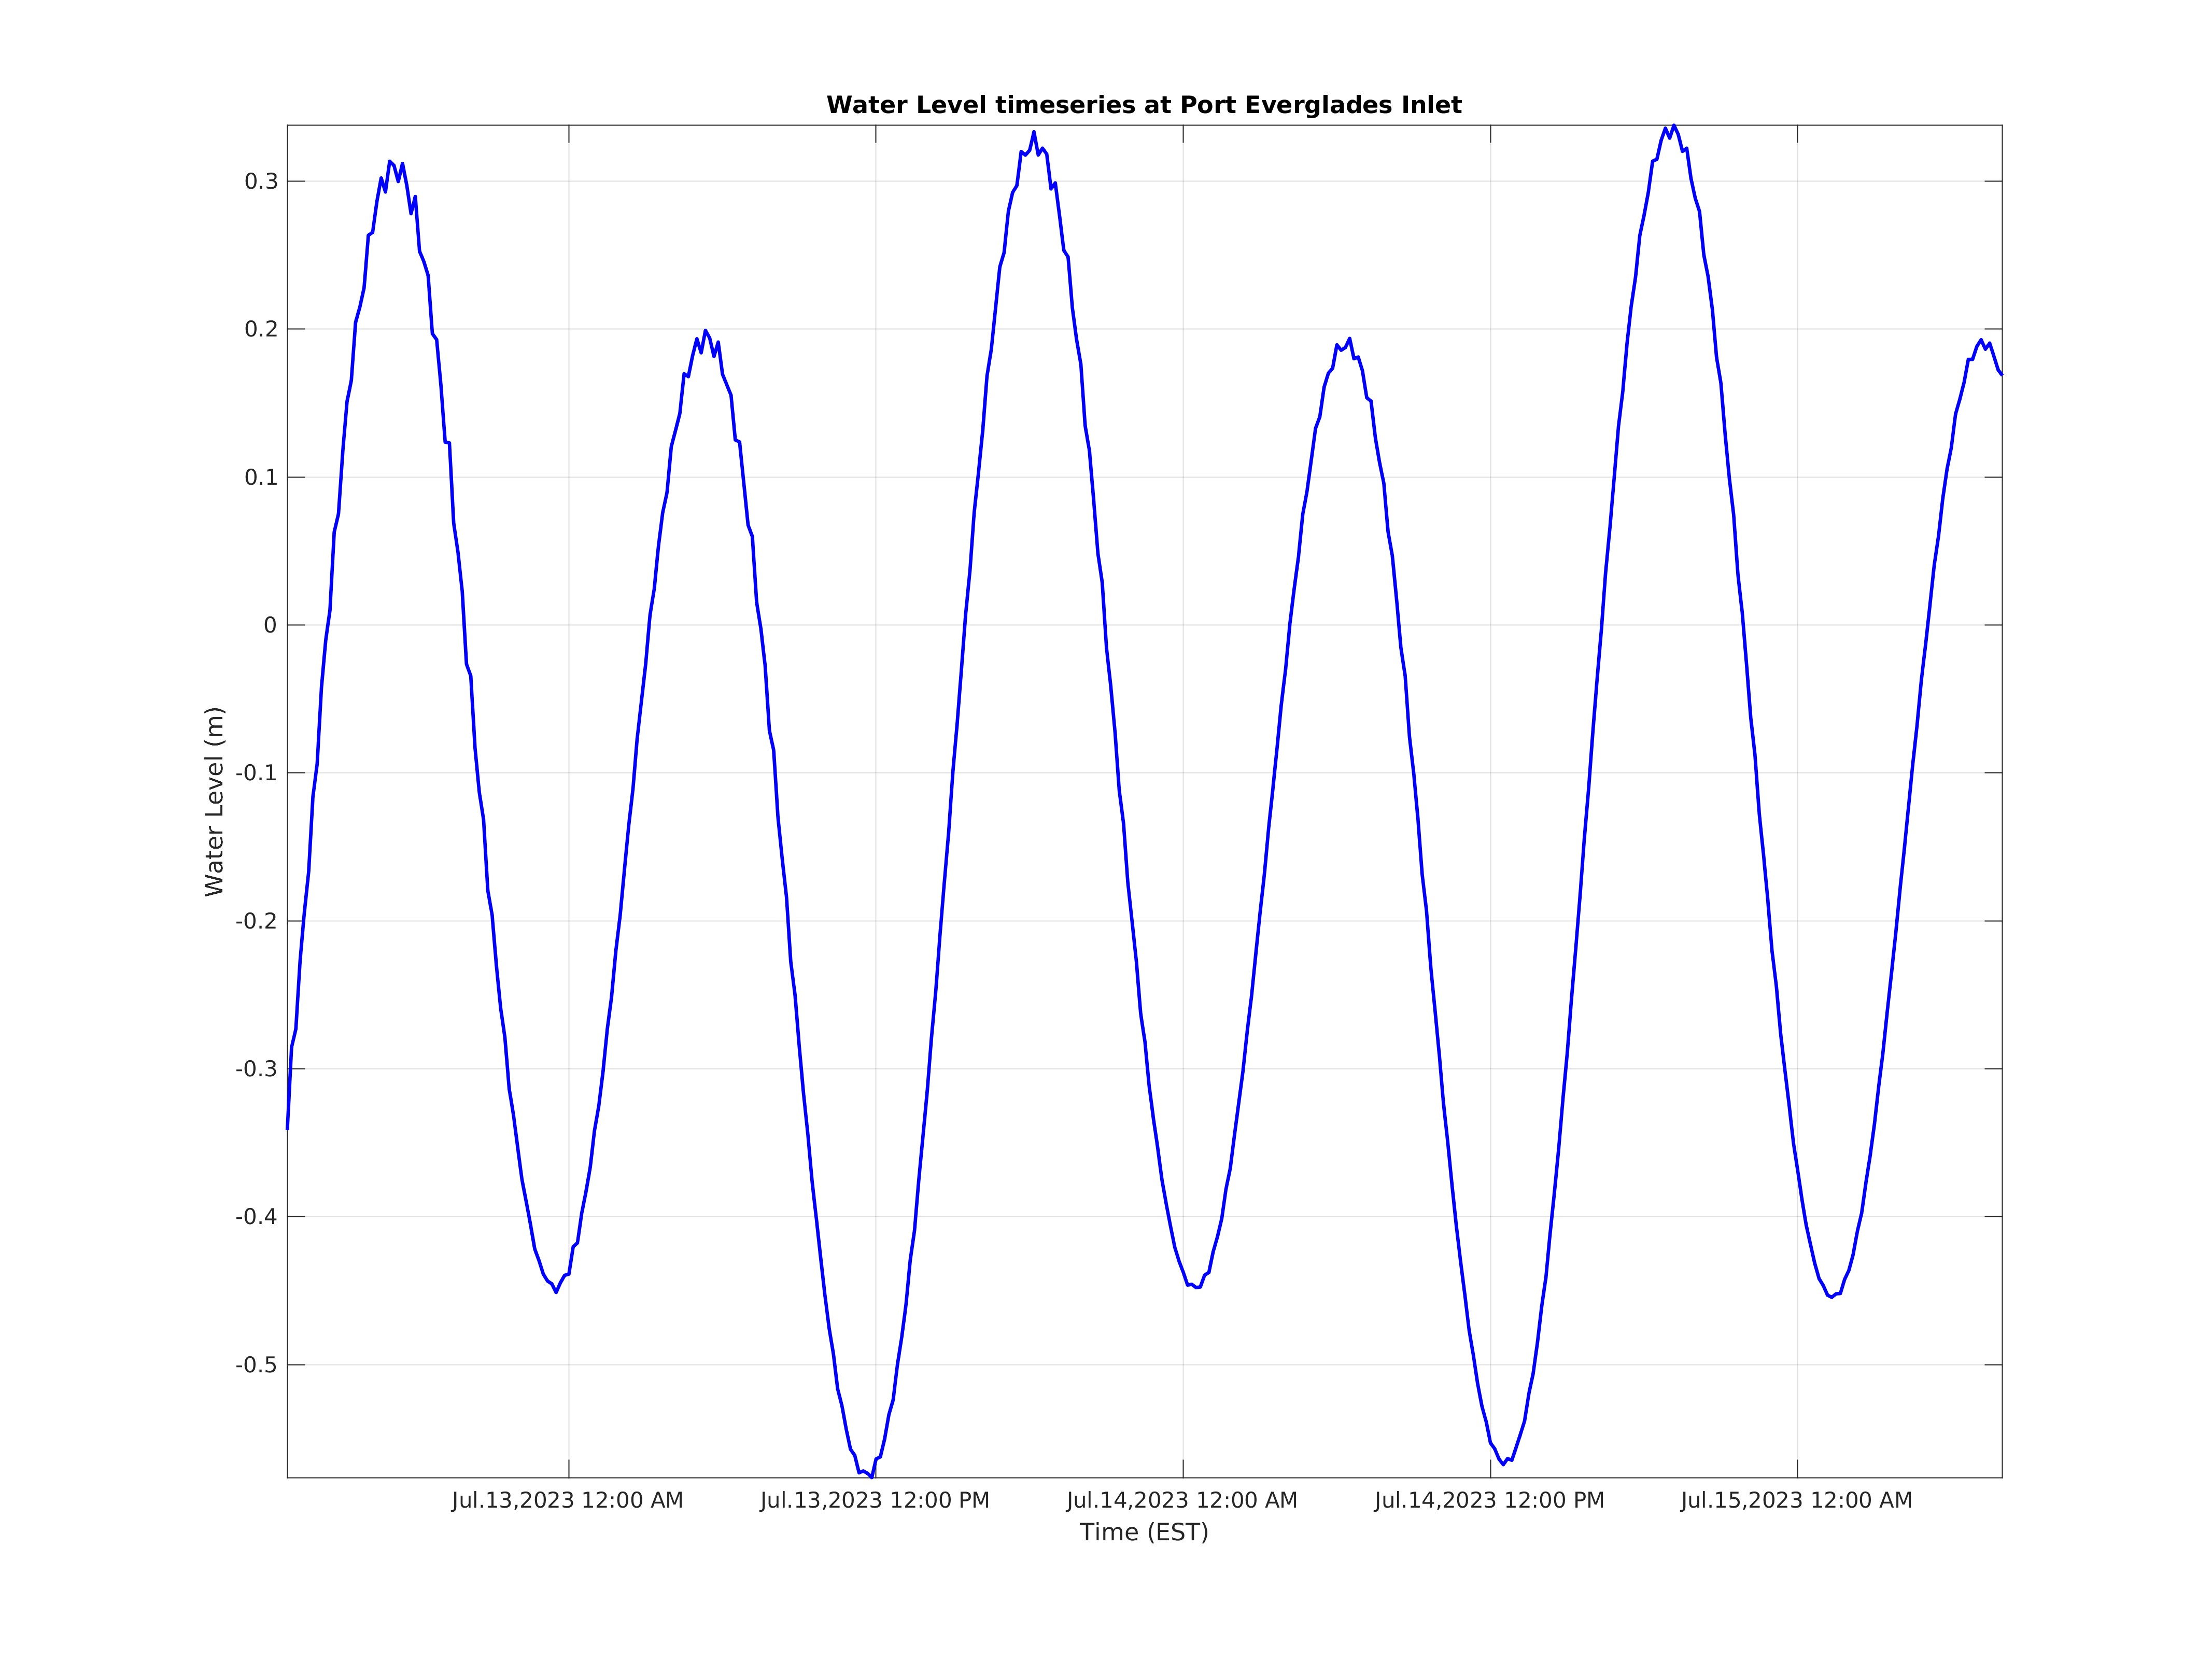 Water Level timeseries at Port Everglades Inlet
0.3
0.2
0.1
0
-0.1
-0.2
-0.3
-0.4
-0.5
Water Level (m)
Jul.13,2023 12:00 AM
Jul.13,2023 12:00 PM
Jul.14,2023 12:00 AM
Jul.14,2023 12:00 PM
Jul.15,2023 12:00 AM
Time (EST)